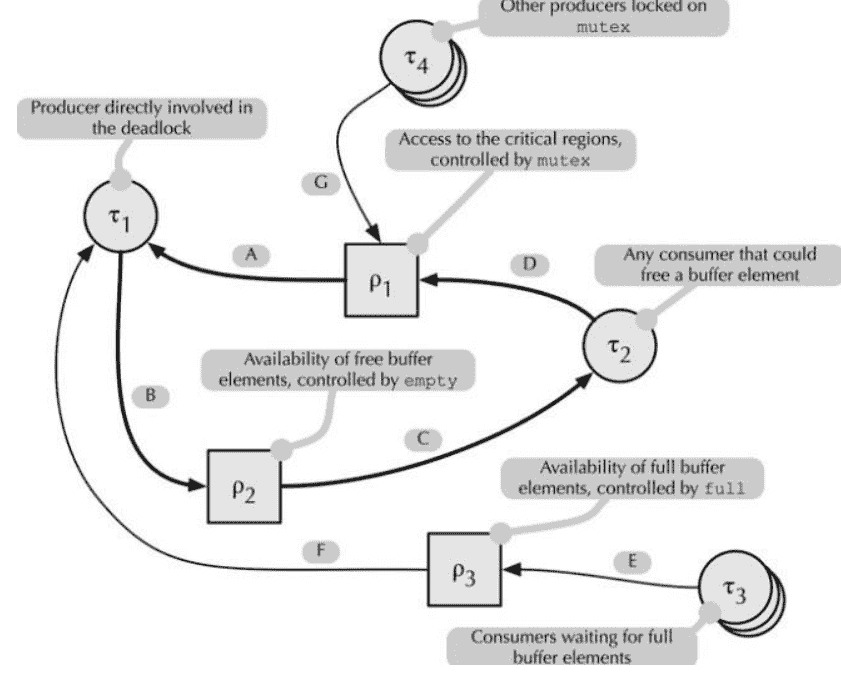 Other producers locked on
mutex
τ4
Producer directly involved in
the deadlock
Access to the critical regions,
controlled by mutex
G
τ1
A
D
Any consumer that could
free a buffer element
ρ1
τ2
Availability of free buffer
elements, controlled by empty
B
C
Availability of full buffer
elements, controlled by full
ρ2
F
E
ρ3
τ3
Consumers waiting for full
buffer elements